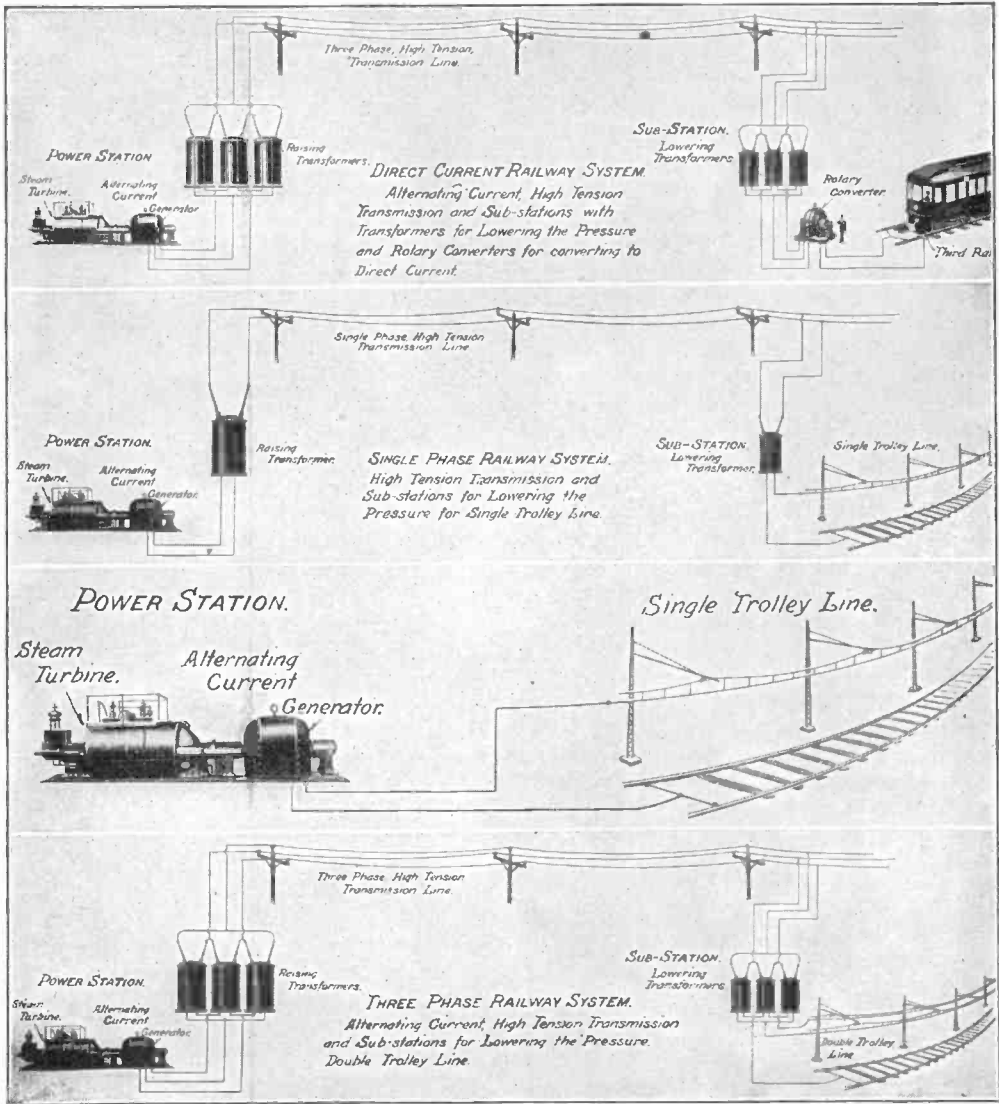 Three Phase, High Tension,
Transmission Line.
POWER STATION
Steam
Turbine.
Alternating
Current
Generator
Raising
Transformers.
DIRECT CURRENT RAILWAY SYSTEM.
Alternating Current, High Tension
Transmission and Sub-stations with
Transformers for Lowering the Pressure
and Rotary Converters for converting to
Direct Current.
SUB-STATION.
Lowering
Transformers
Rotary
Converter.
Third Rai
Single Phase, High Tension
Transmission Line.
POWER STATION.
Steam
Turbine.
Alternating
Current
Generator.
Raising
Transformer.
SINGLE PHASE RAILWAY SYSTEM.
High Tension Transmission and
Sub-stations for Lowering the
Pressure for Single Trolley Line.
SUB-STATION.
Lowering
Transformer.
Single Trolley Line.
POWER STATION.
Steam
Turbine.
Alternating
Current
Generator.
Single Trolley Line.
Three Phase High Tension
Transmission Line.
POWER STATION.
Steam
Turbine.
Alternating
Current
Generator
Raising
Transformers.
THREE PHASE RAILWAY SYSTEM.
Alternating Current, High Tension Transmission
and Sub-stations for Lowering the Pressure.
Double Trolley Line.
SUB-STATION.
Lowering
Transformers
Double Trolley
Line